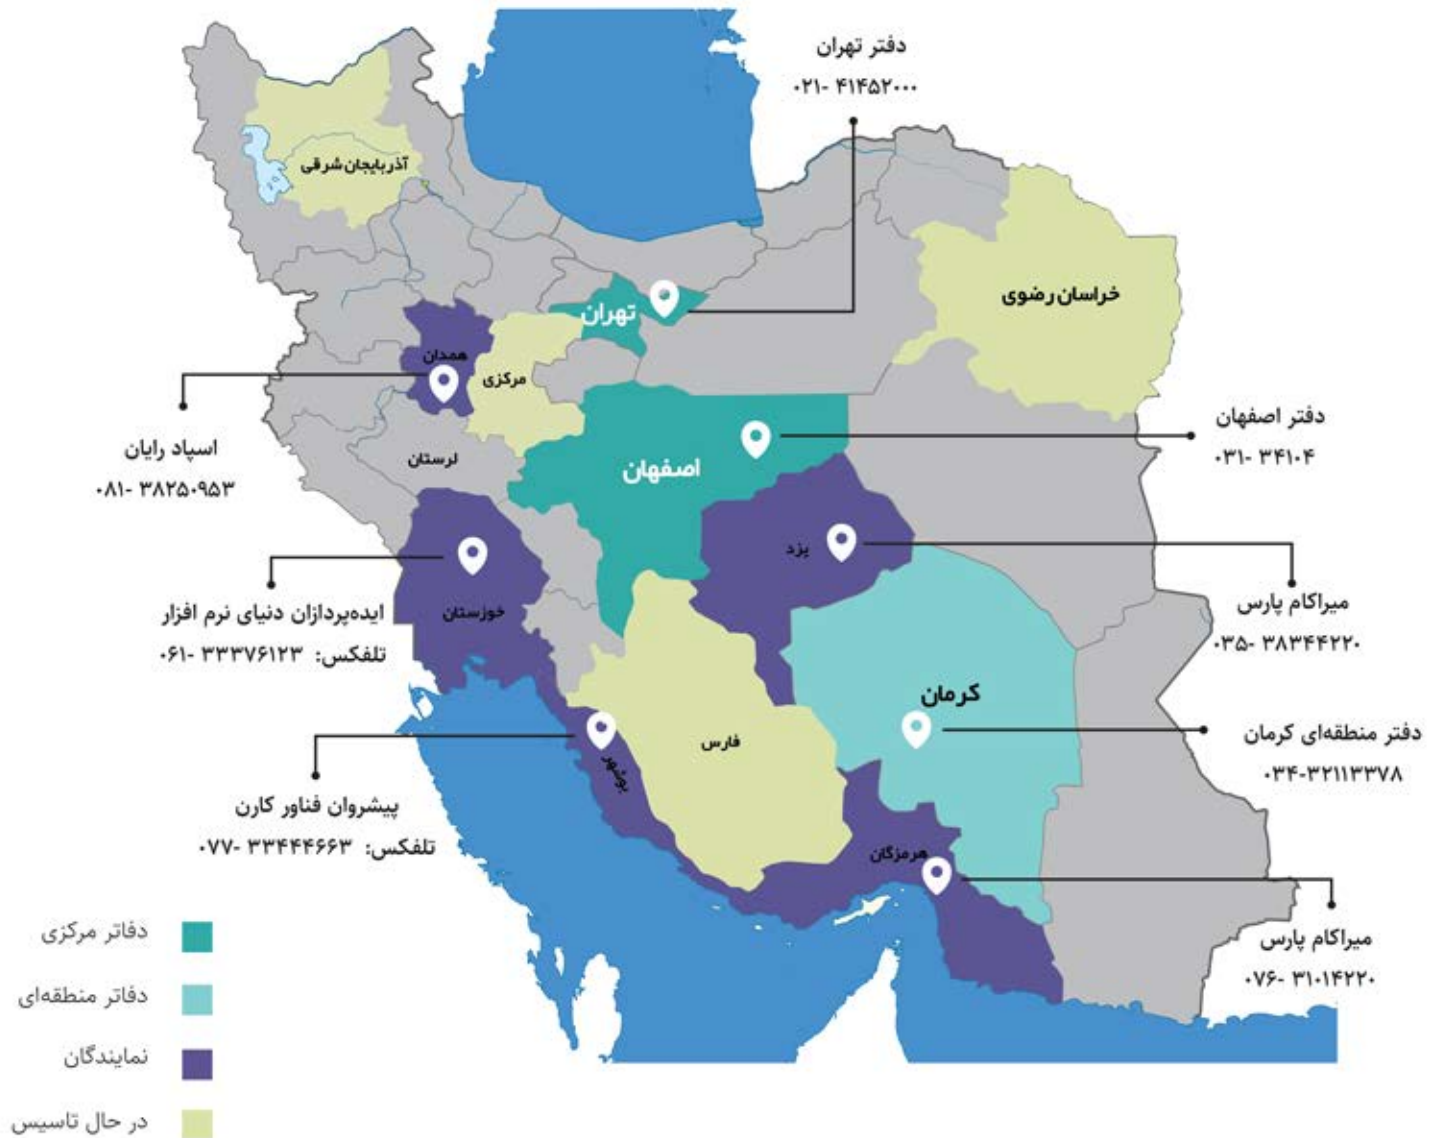 دفتر تهران
۰۲۱- ۴۱۴۵۲۰۰۰
آذربایجان شرقی
خراسان رضوی
تهران
همدان
مرکزی
دفتر اصفهان
۰۳۱- ۳۴۱۰۴
اسپاد رایان
۰۸۱- ۳۸۲۵۰۹۵۳
لرستان
اصفهان
یزد
میراکام پارس
۰۳۵- ۳۸۳۴۴۲۲۰
ایده‌پردازان دنیای نرم افزار
تلفکس: ۳۳۳۷۶۱۲۳ -۰۶۱
خوزستان
کرمان
دفتر منطقه‌ای کرمان
۰۳۴-۳۲۱۱۳۳۷۸
فارس
بوشهر
پیشروان فناور کارن
تلفکس: ۳۳۴۴۴۶۶۳ -۰۷۷
هرمزگان
میراکام پارس
۰۷۶- ۳۱۰۱۴۲۲۰
دفاتر مرکزی
دفاتر منطقه‌ای
نمایندگان
در حال تاسیس